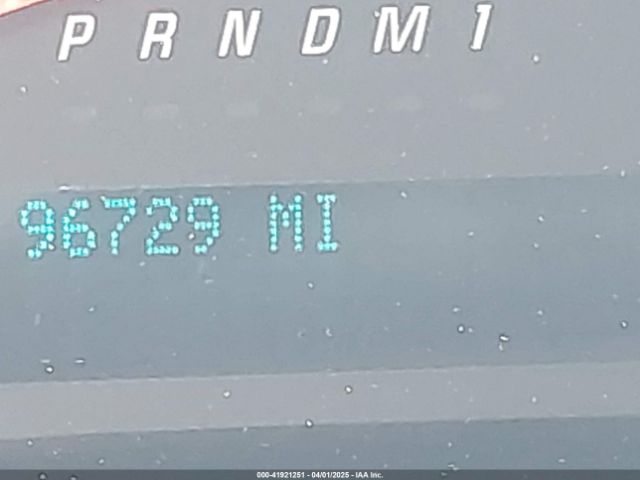 P R N D M 1
96729 MI
000-41921251 - 04/01/2025 - IAA Inc.